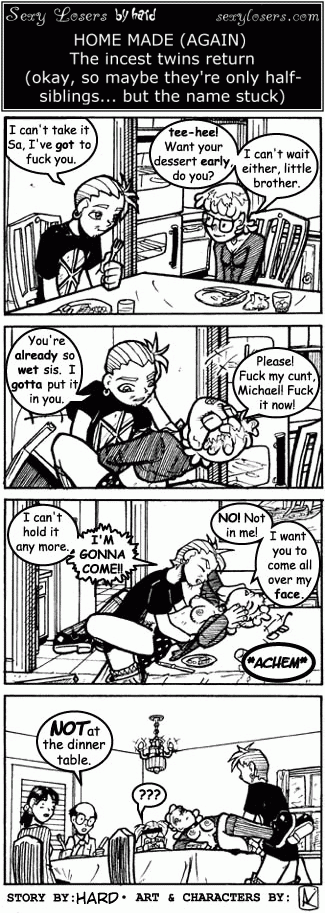 Sexy Losers by hard sexylosers.com
HOME MADE (AGAIN)
The incest twins return
(okay, so maybe they're only half-
siblings... but the name stuck)
I can't take it
Sa, I've got to
fuck you.
tee-hee!
Want your
dessert early,
do you?
I can't wait
either, little
brother.
You're
already so
wet sis. I
gotta put it
in you.
Please!
Fuck my cunt,
Michael! Fuck
it now!
I can't
hold it
any more.
I'M
GONNA
COME!!
NO! Not
in me!
I want
you to
come all
over my
face.
*ACHEM*
NOT at
the dinner
table.
???
STORY BY: HARD • ART & CHARACTERS BY: